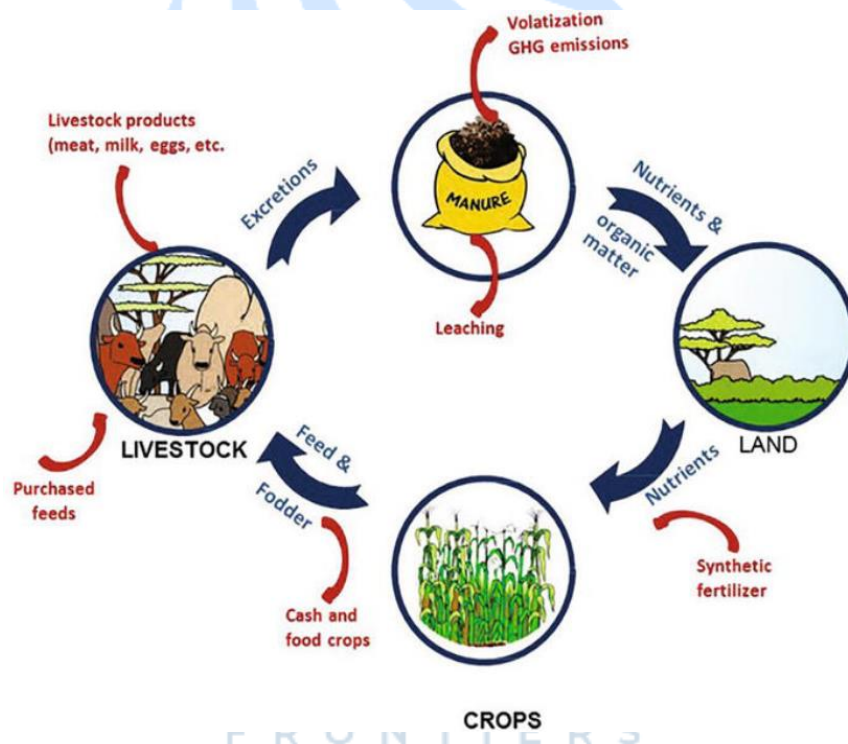 Volatization
GHG emissions
Livestock products
(meat, milk, eggs, etc.
Excretions
MANURE
Nutrients &
organic
matter
Leaching
LIVESTOCK
LAND
Feed &
Fodder
Nutrients
Purchased
feeds
Synthetic
fertilizer
Cash and
food crops
CROPS
FRONTIERS